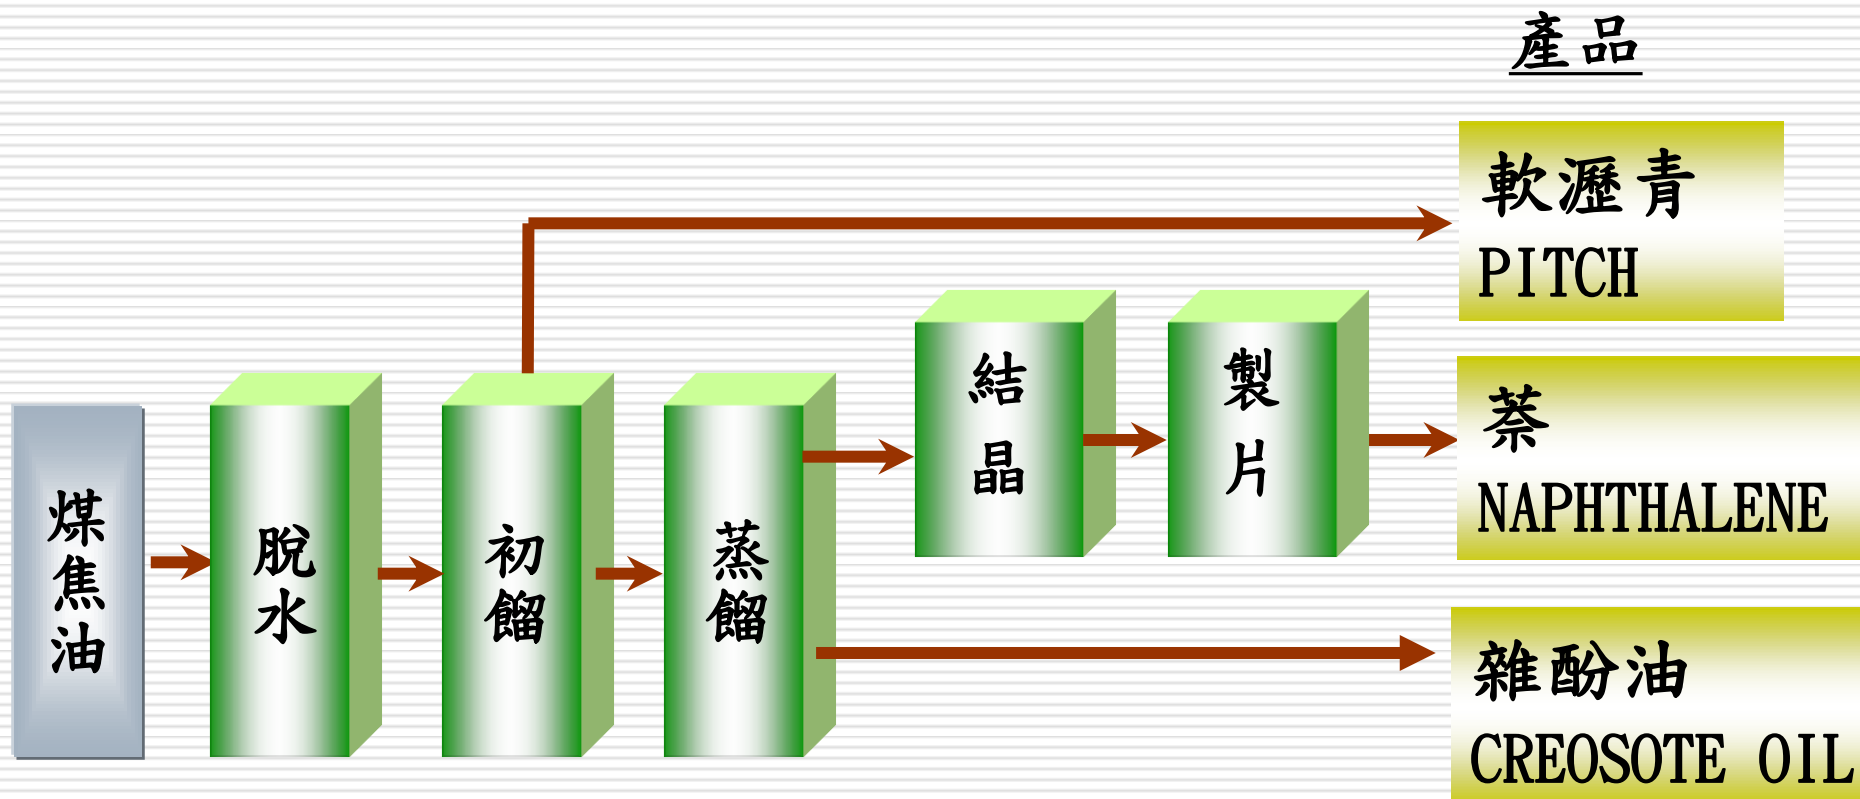 產品
軟瀝青
PITCH
結晶
製片
萘
NAPHTHALENE
煤焦油
脫水
初餾
蒸餾
雜酚油
CREOSOTE OIL